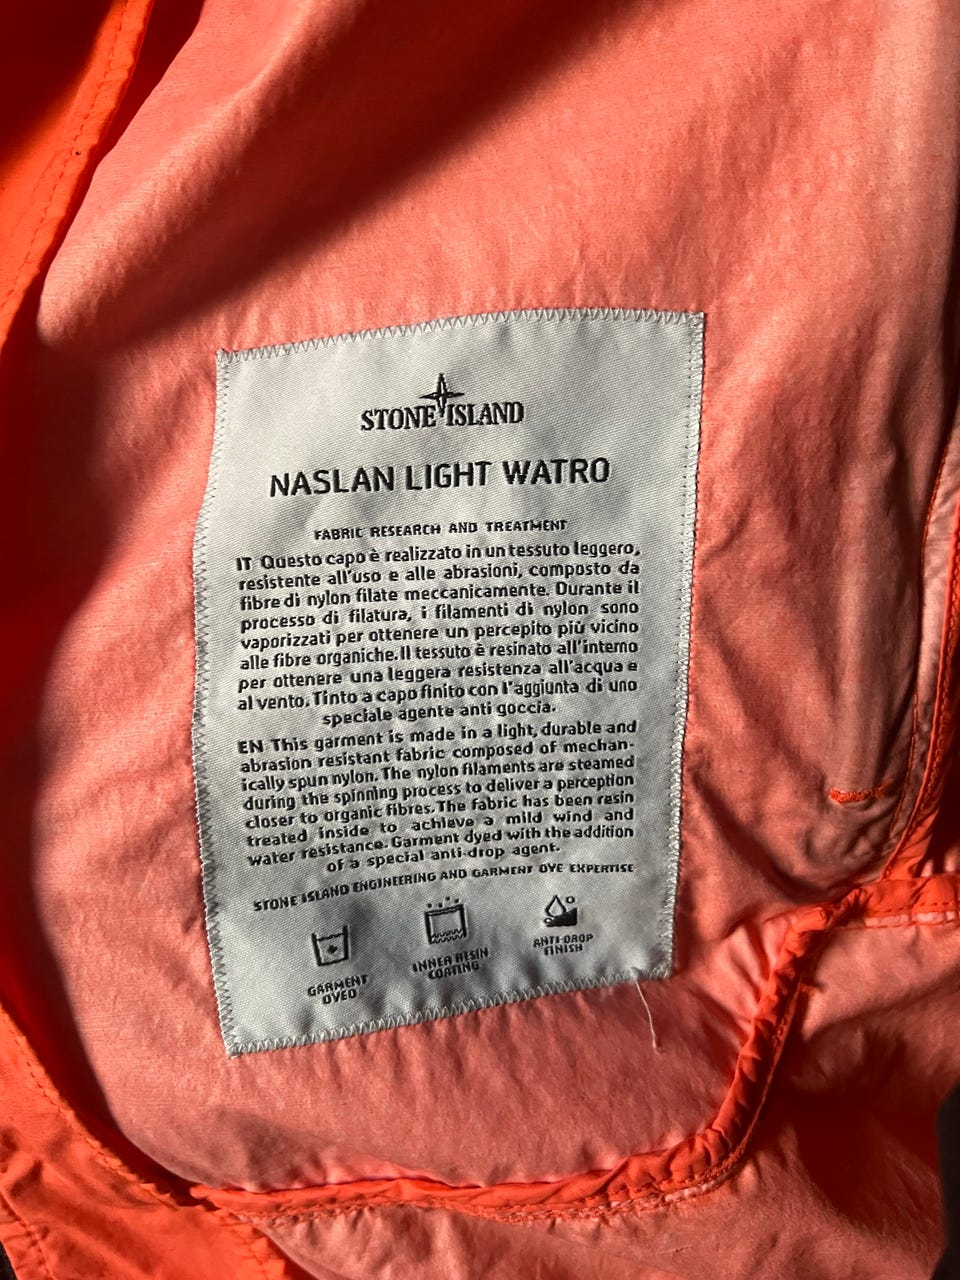 STONE ISLAND
NASLAN LIGHT WATRO
FABRIC RESEARCH AND TREATMENT
IT Questo capo è realizzato in un tessuto leggero,
resistente all'uso e alle abrasioni, composto da
fibre di nylon filate meccanicamente. Durante il
processo di filatura, i filamenti di nylon sono
vaporizzati per ottenere un percepito più vicino
alle fibre organiche. Il tessuto è resinato all'interno
per ottenere una leggera resistenza all'acqua e
al vento. Tinto a capo finito con l'aggiunta di uno
speciale agente anti goccia.
EN This garment is made in a light, durable and
abrasion resistant fabric composed of mechan-
ically spun nylon. The nylon filaments are steamed
during the spinning process to deliver a perception
closer to organic fibres. The fabric has been resin
treated inside to achieve a mild wind and
water resistance. Garment dyed with the addition
of a special anti-drop agent.
STONE ISLAND ENGINEERING AND GARMENT DYE EXPERTISE
GARMENT
DYED
INNER RESIN
COATING
ANTI-DROP
FINISH